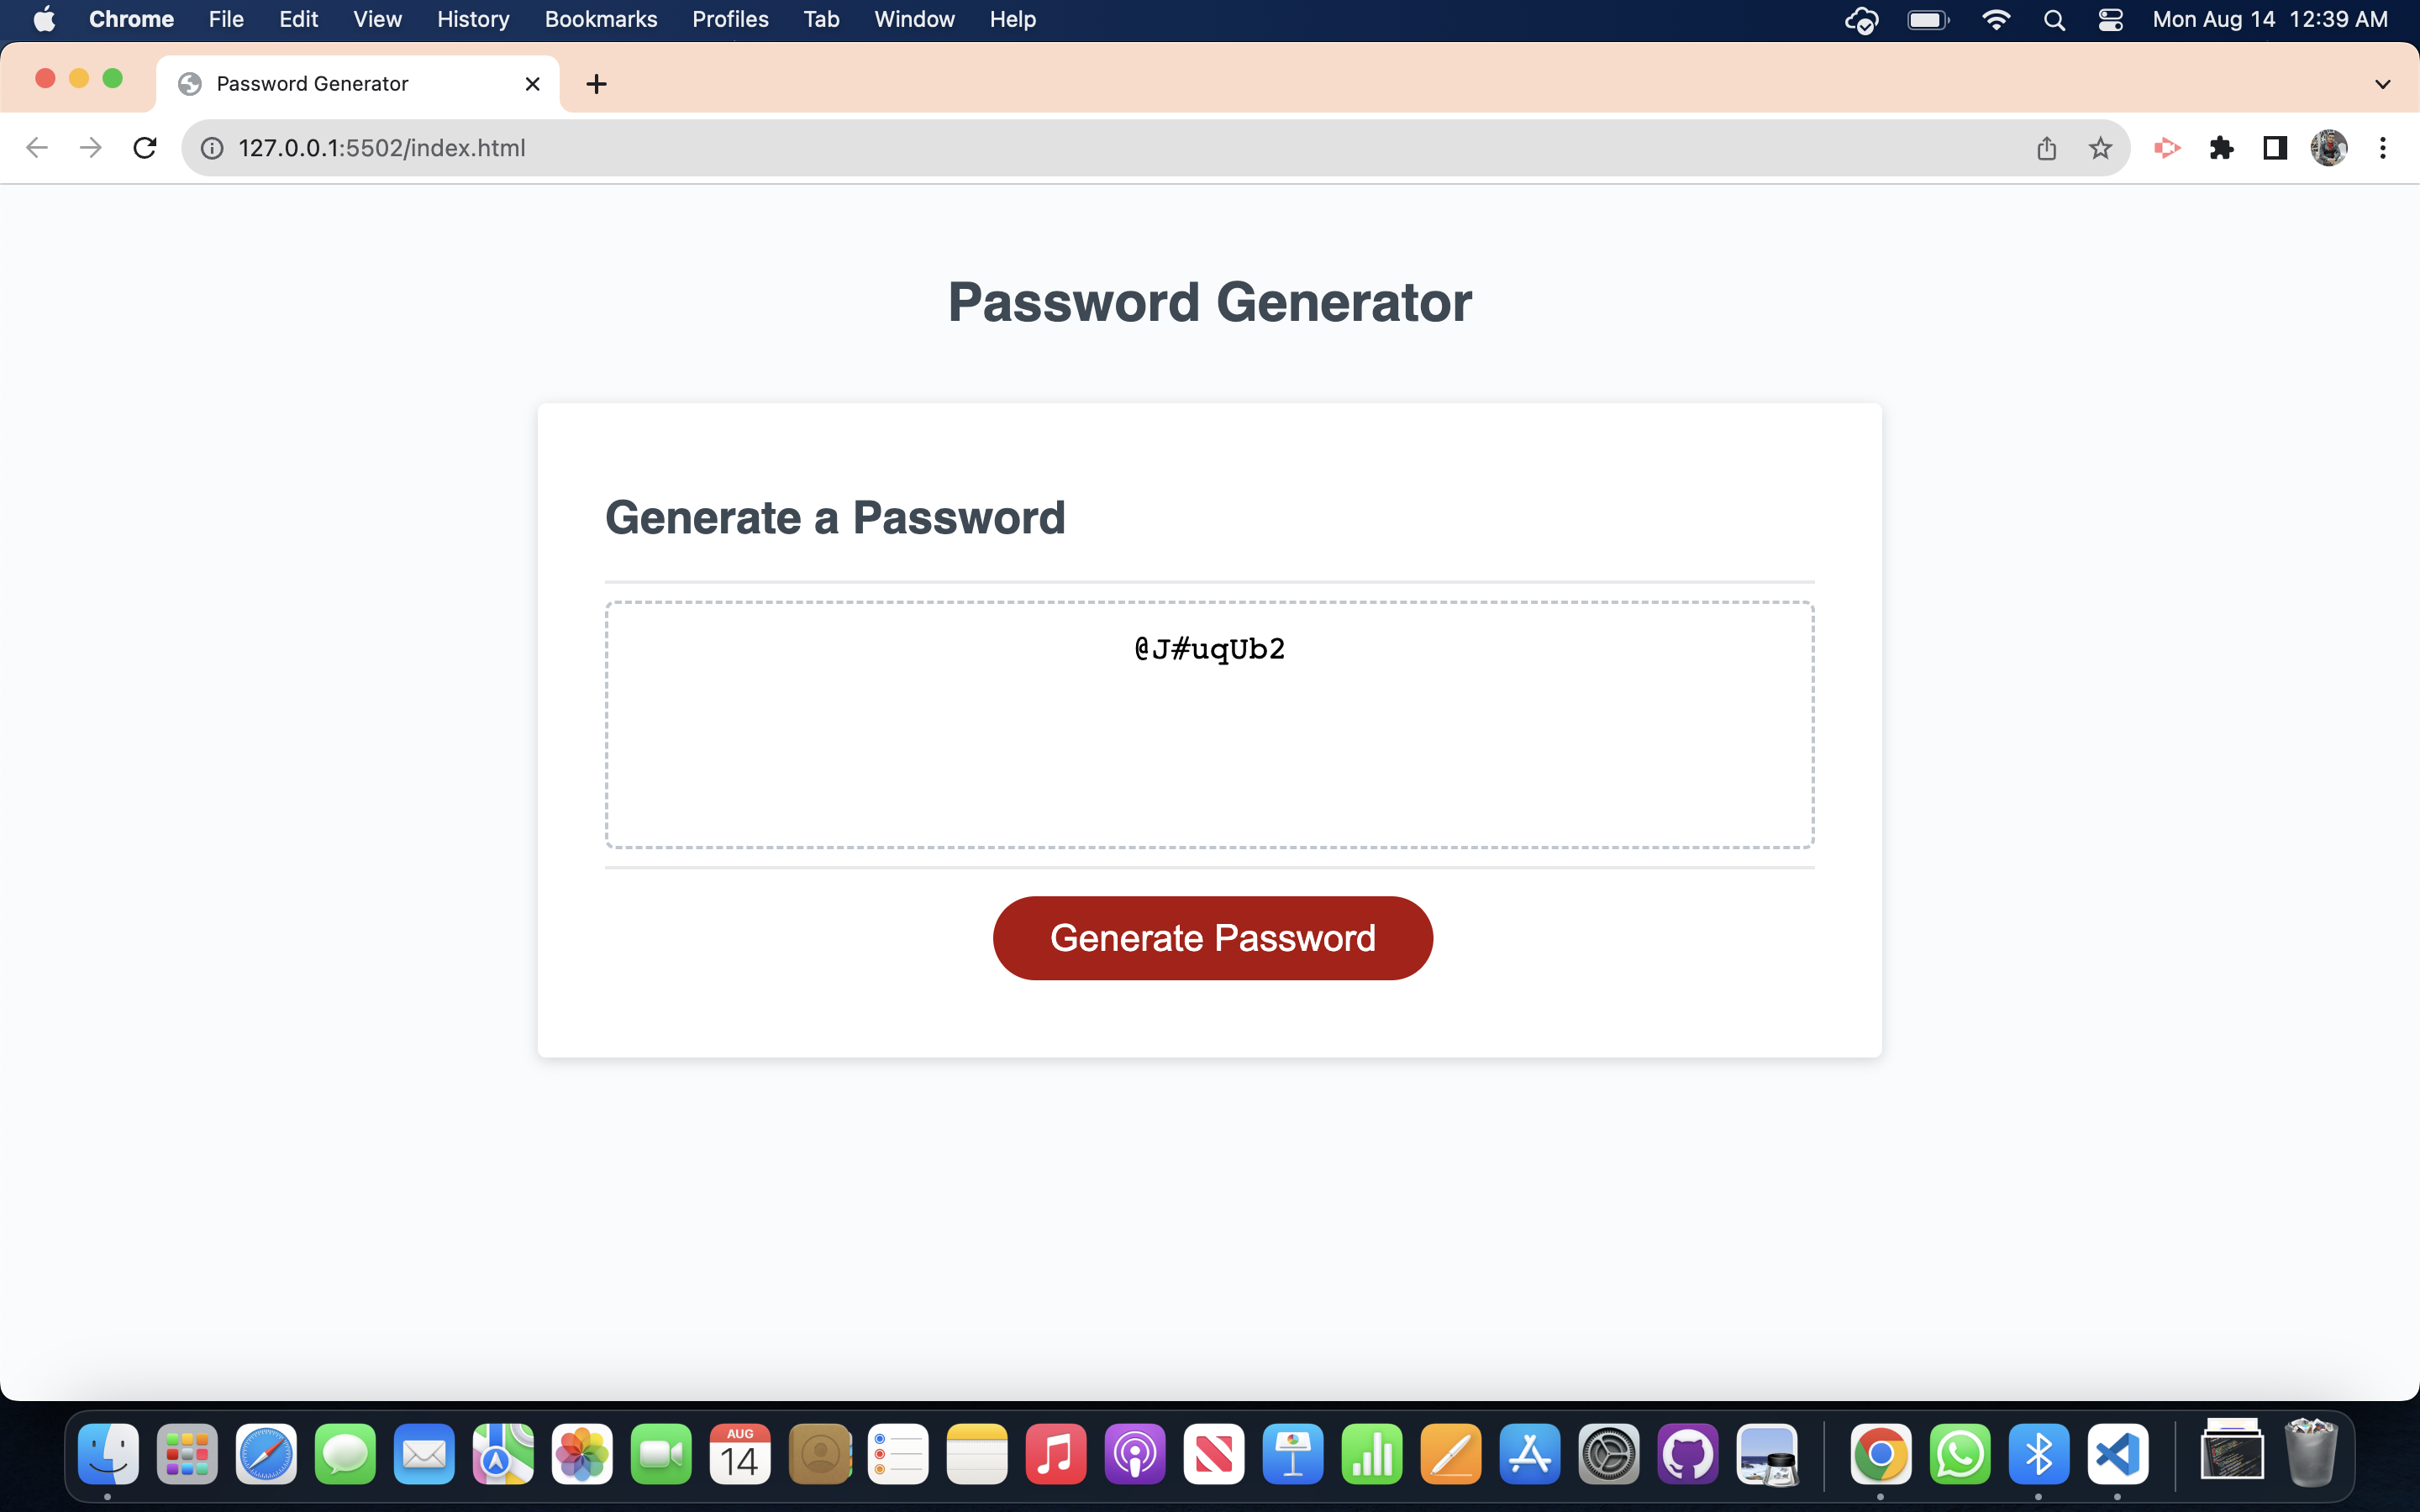 Chrome File Edit View History Bookmarks Profiles Tab Window Help Mon Aug 14 12:39 AM
Password Generator
127.0.0.1:5502/index.html
Password Generator
Generate a Password
@J#uqUb2
Generate Password
AUG
14